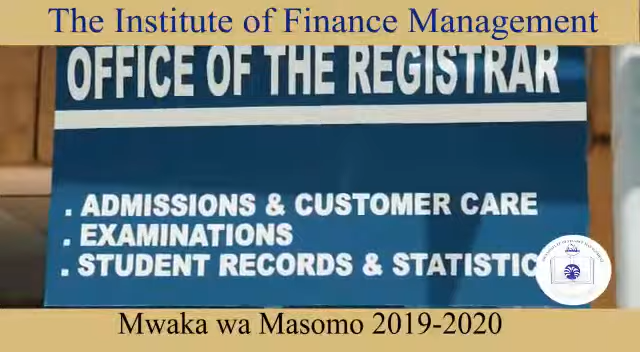 The Institute of Finance Management
OFFICE OF THE REGISTRAR
. ADMISSIONS & CUSTOMER CARE
. EXAMINATIONS
. STUDENT RECORDS & STATISTIC
Mwaka wa Masomo 2019-2020